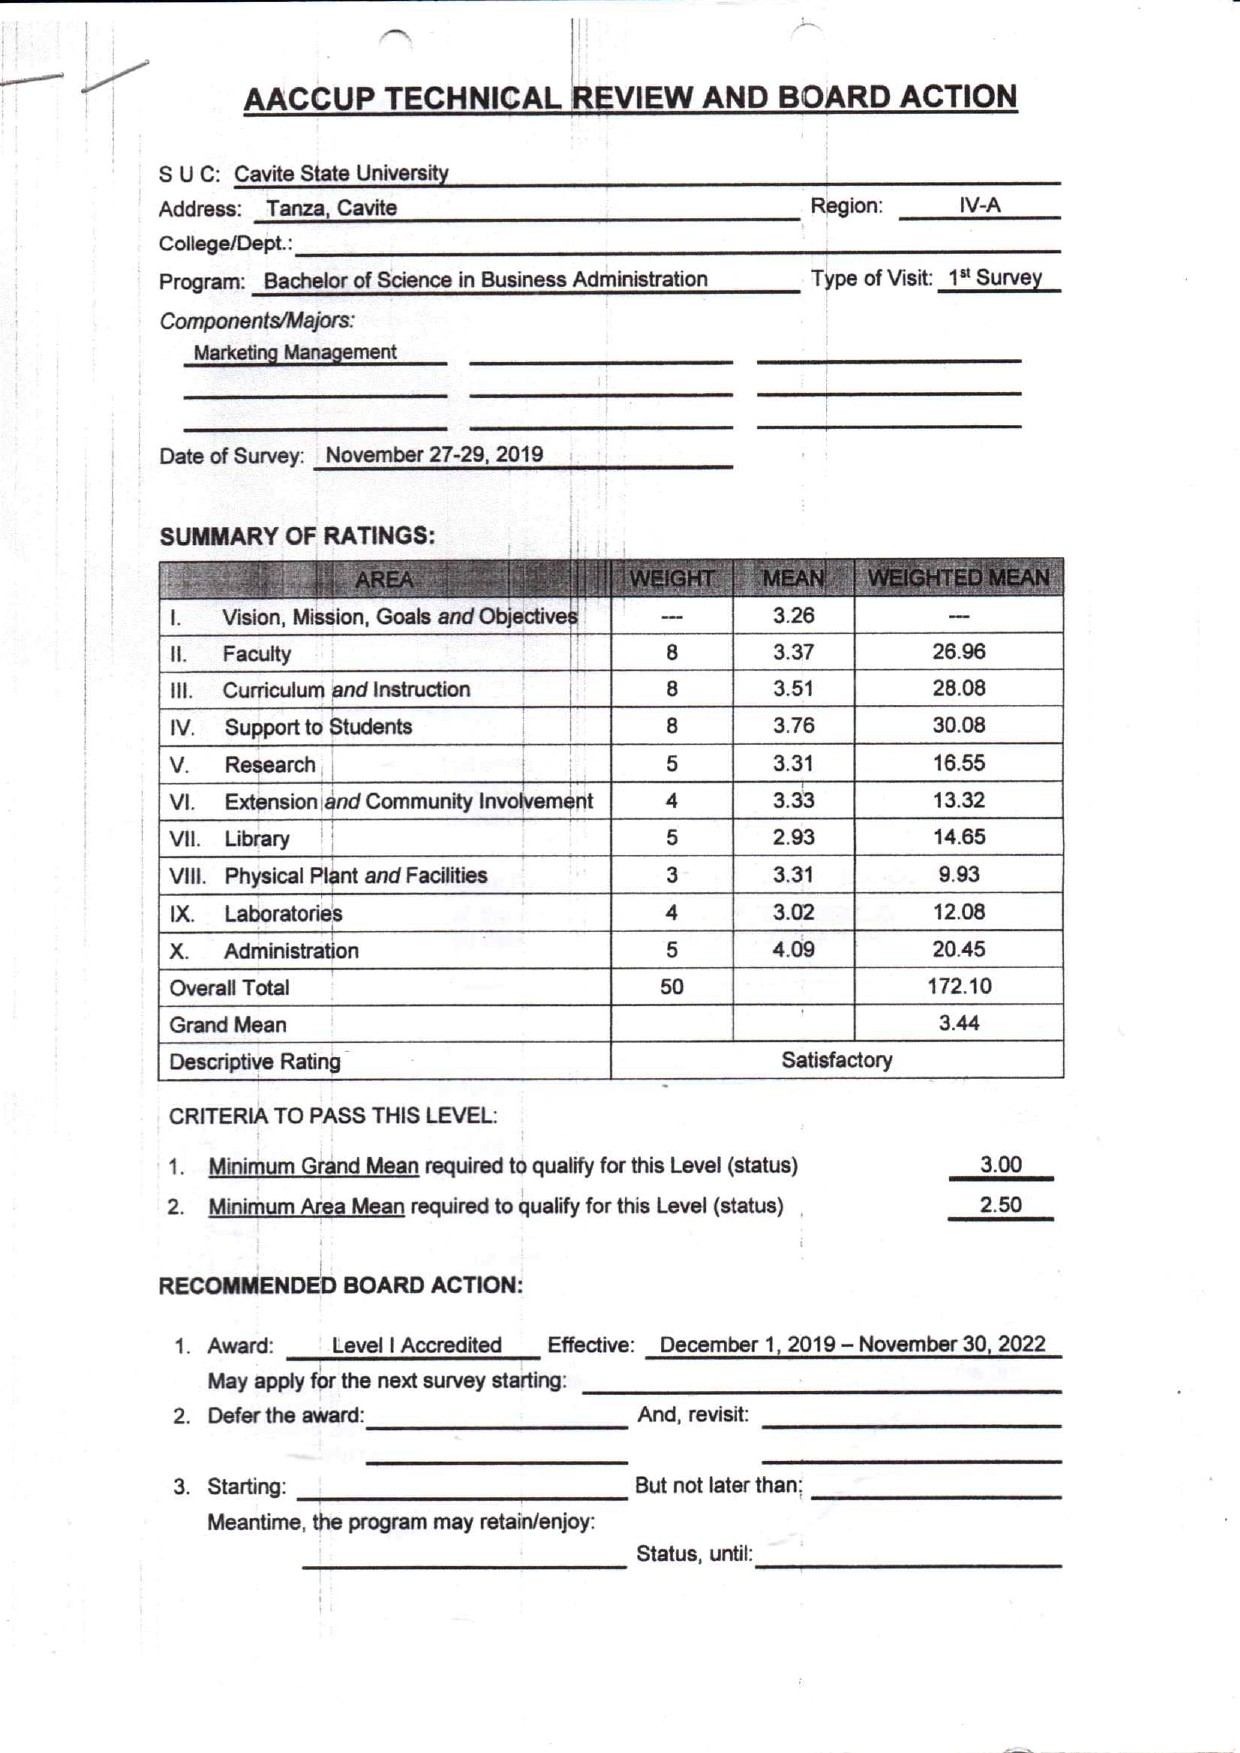 AACCUP TECHNICAL REVIEW AND BOARD ACTION
S U C: Cavite State University
Address: Tanza, Cavite Region: IV-A
College/Dept.:
Program: Bachelor of Science in Business Administration Type of Visit: 1st Survey
Components/Majors:
Marketing Management
Date of Survey: November 27-29, 2019
SUMMARY OF RATINGS:
AREA WEIGHT MEAN WEIGHTED MEAN
I. Vision, Mission, Goals and Objectives --- 3.26 ---
II. Faculty 8 3.37 26.96
III. Curriculum and Instruction 8 3.51 28.08
IV. Support to Students 8 3.76 30.08
V. Research 5 3.31 16.55
VI. Extension and Community Involvement 4 3.33 13.32
VII. Library 5 2.93 14.65
VIII. Physical Plant and Facilities 3 3.31 9.93
IX. Laboratories 4 3.02 12.08
X. Administration 5 4.09 20.45
Overall Total 50 172.10
Grand Mean 3.44
Descriptive Rating Satisfactory
CRITERIA TO PASS THIS LEVEL:
1. Minimum Grand Mean required to qualify for this Level (status) 3.00
2. Minimum Area Mean required to qualify for this Level (status) 2.50
RECOMMENDED BOARD ACTION:
1. Award: Level I Accredited Effective: December 1, 2019 – November 30, 2022
May apply for the next survey starting:
2. Defer the award: And, revisit:
3. Starting: But not later than:
Meantime, the program may retain/enjoy:
Status, until: